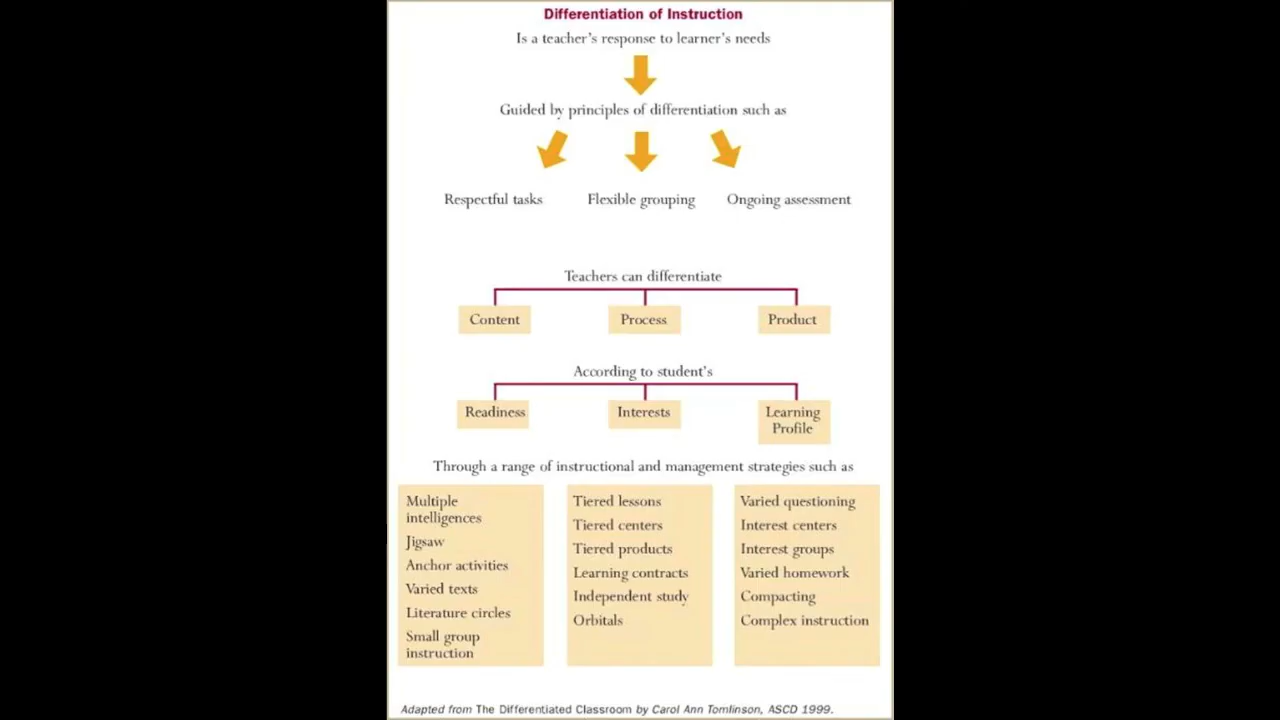 Differentiation of Instruction
Is a teacher's response to learner's needs
Guided by principles of differentiation such as
Respectful tasks
Flexible grouping
Ongoing assessment
Teachers can differentiate
Content
Process
Product
According to student's
Readiness
Interests
Learning
Profile
Through a range of instructional and management strategies such as
Multiple
intelligences
Jigsaw
Anchor activities
Varied texts
Literature circles
Small group
instruction
Tiered lessons
Tiered centers
Tiered products
Learning contracts
Independent study
Orbitals
Varied questioning
Interest centers
Interest groups
Varied homework
Compacting
Complex instruction
Adapted from The Differentiated Classroom by Carol Ann Tomlinson, ASCD 1999.